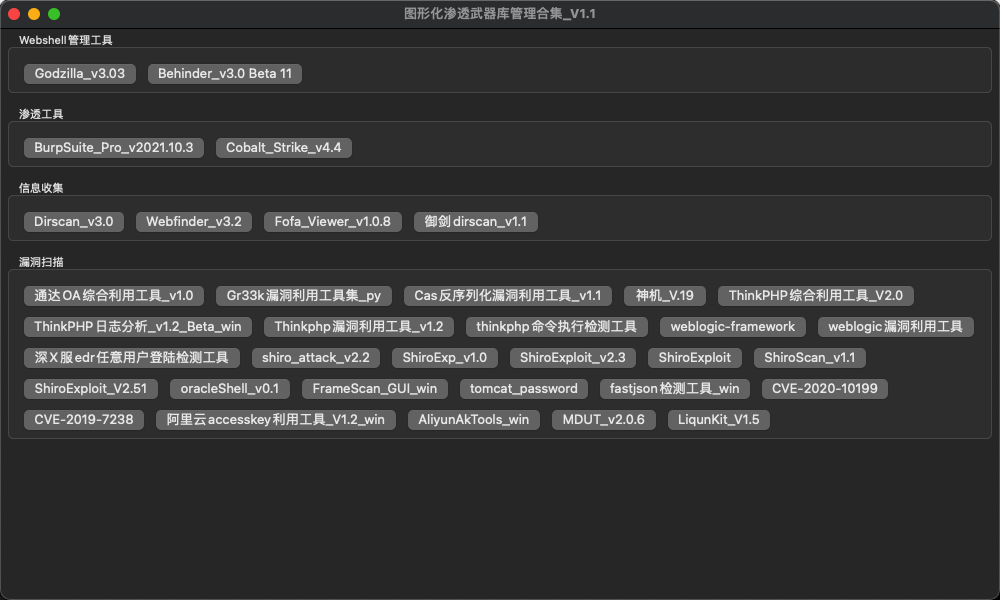 图形化渗透武器库管理合集_V1.1
Webshell管理工具
Godzilla_v3.03 Behinder_v3.0 Beta 11
渗透工具
BurpSuite_Pro_v2021.10.3 Cobalt_Strike_v4.4
信息收集
Dirscan_v3.0 Webfinder_v3.2 Fofa_Viewer_v1.0.8 御剑dirscan_v1.1
漏洞扫描
通达OA综合利用工具_v1.0 Gr33k漏洞利用工具集_py Cas反序列化漏洞利用工具_v1.1 神机_V.19 ThinkPHP综合利用工具_V2.0
ThinkPHP日志分析_v1.2_Beta_win Thinkphp漏洞利用工具_v1.2 thinkphp命令执行检测工具 weblogic-framework weblogic漏洞利用工具
深X服edr任意用户登陆检测工具 shiro_attack_v2.2 ShiroExp_v1.0 ShiroExploit_v2.3 ShiroExploit ShiroScan_v1.1
ShiroExploit_V2.51 oracleShell_v0.1 FrameScan_GUI_win tomcat_password fastjson检测工具_win CVE-2020-10199
CVE-2019-7238 阿里云accesskey利用工具_V1.2_win AliyunAkTools_win MDUT_v2.0.6 LiqunKit_V1.5